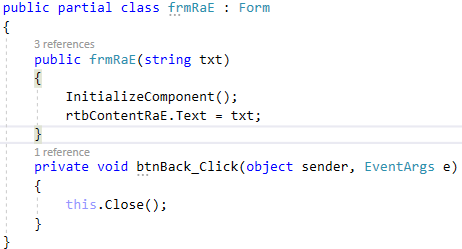 public partial class frmRaE : Form
{
3 references
public frmRaE(string txt)
{
InitializeComponent();
rtbContentRaE.Text = txt;
}
1 reference
private void btnBack_Click(object sender, EventArgs e)
{
this.Close();
}
}